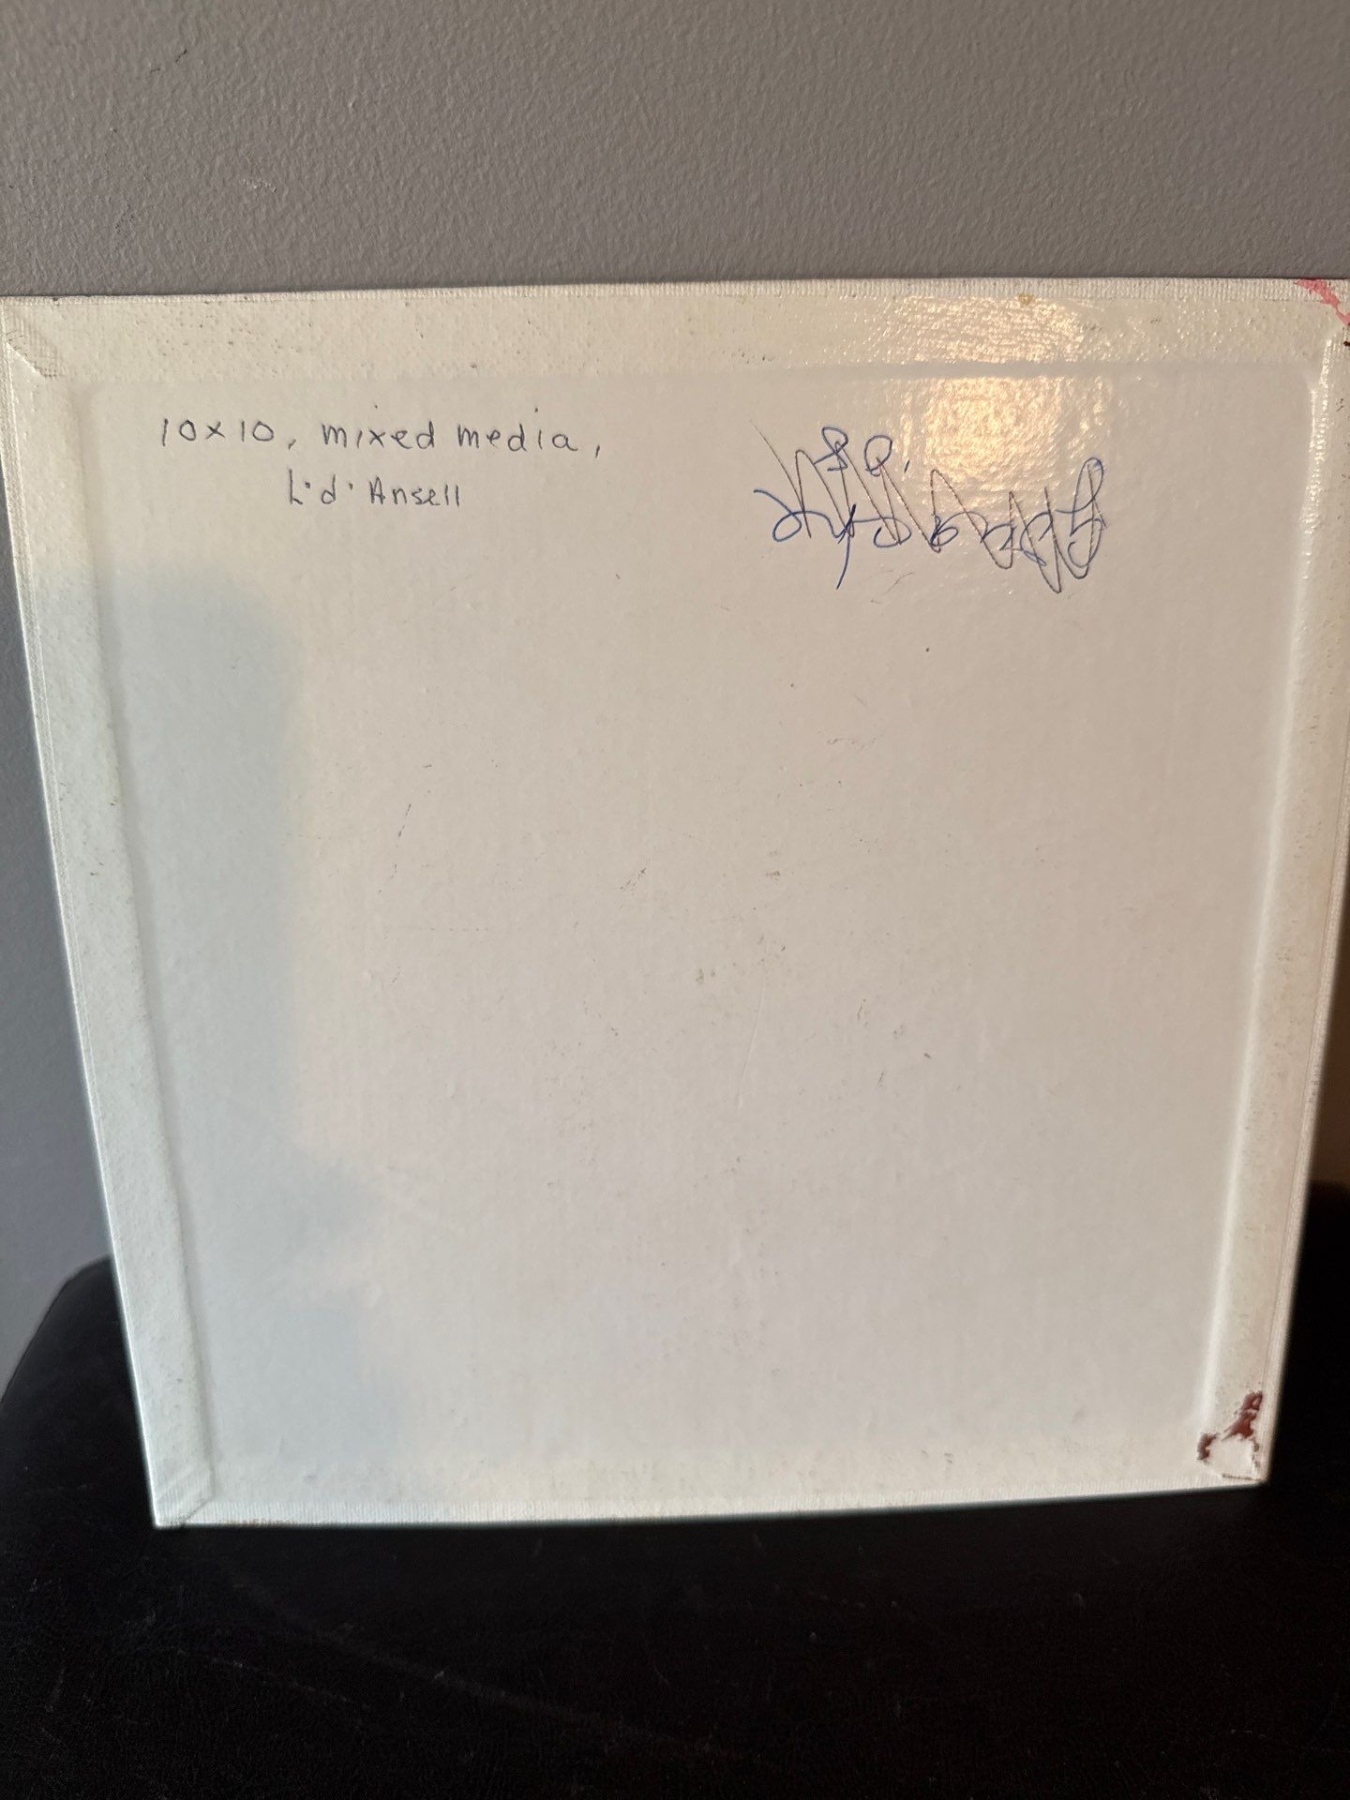 10x10, mixed media,
L.d. Ansell